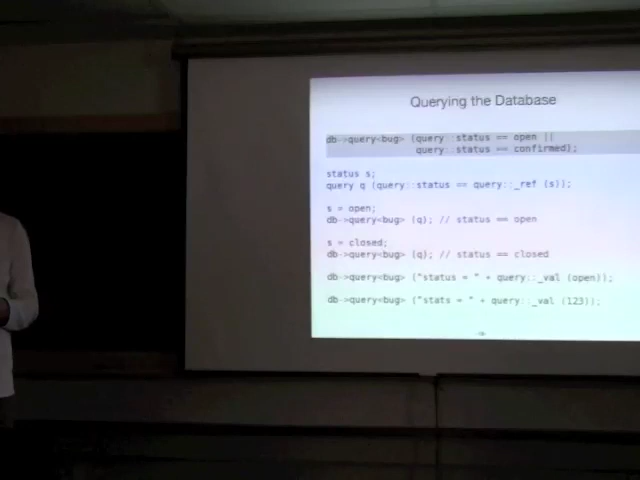 Querying the Database
db->query<bug> (query::status == open ||
query::status == confirmed);
status s;
query q (query::status == query::_ref (s));
s = open;
db->query<bug> (q); // status == open
s = closed;
db->query<bug> (q); // status == closed
db->query<bug> ("status = " + query::_val (open));
db->query<bug> ("stats = " + query::_val (123));